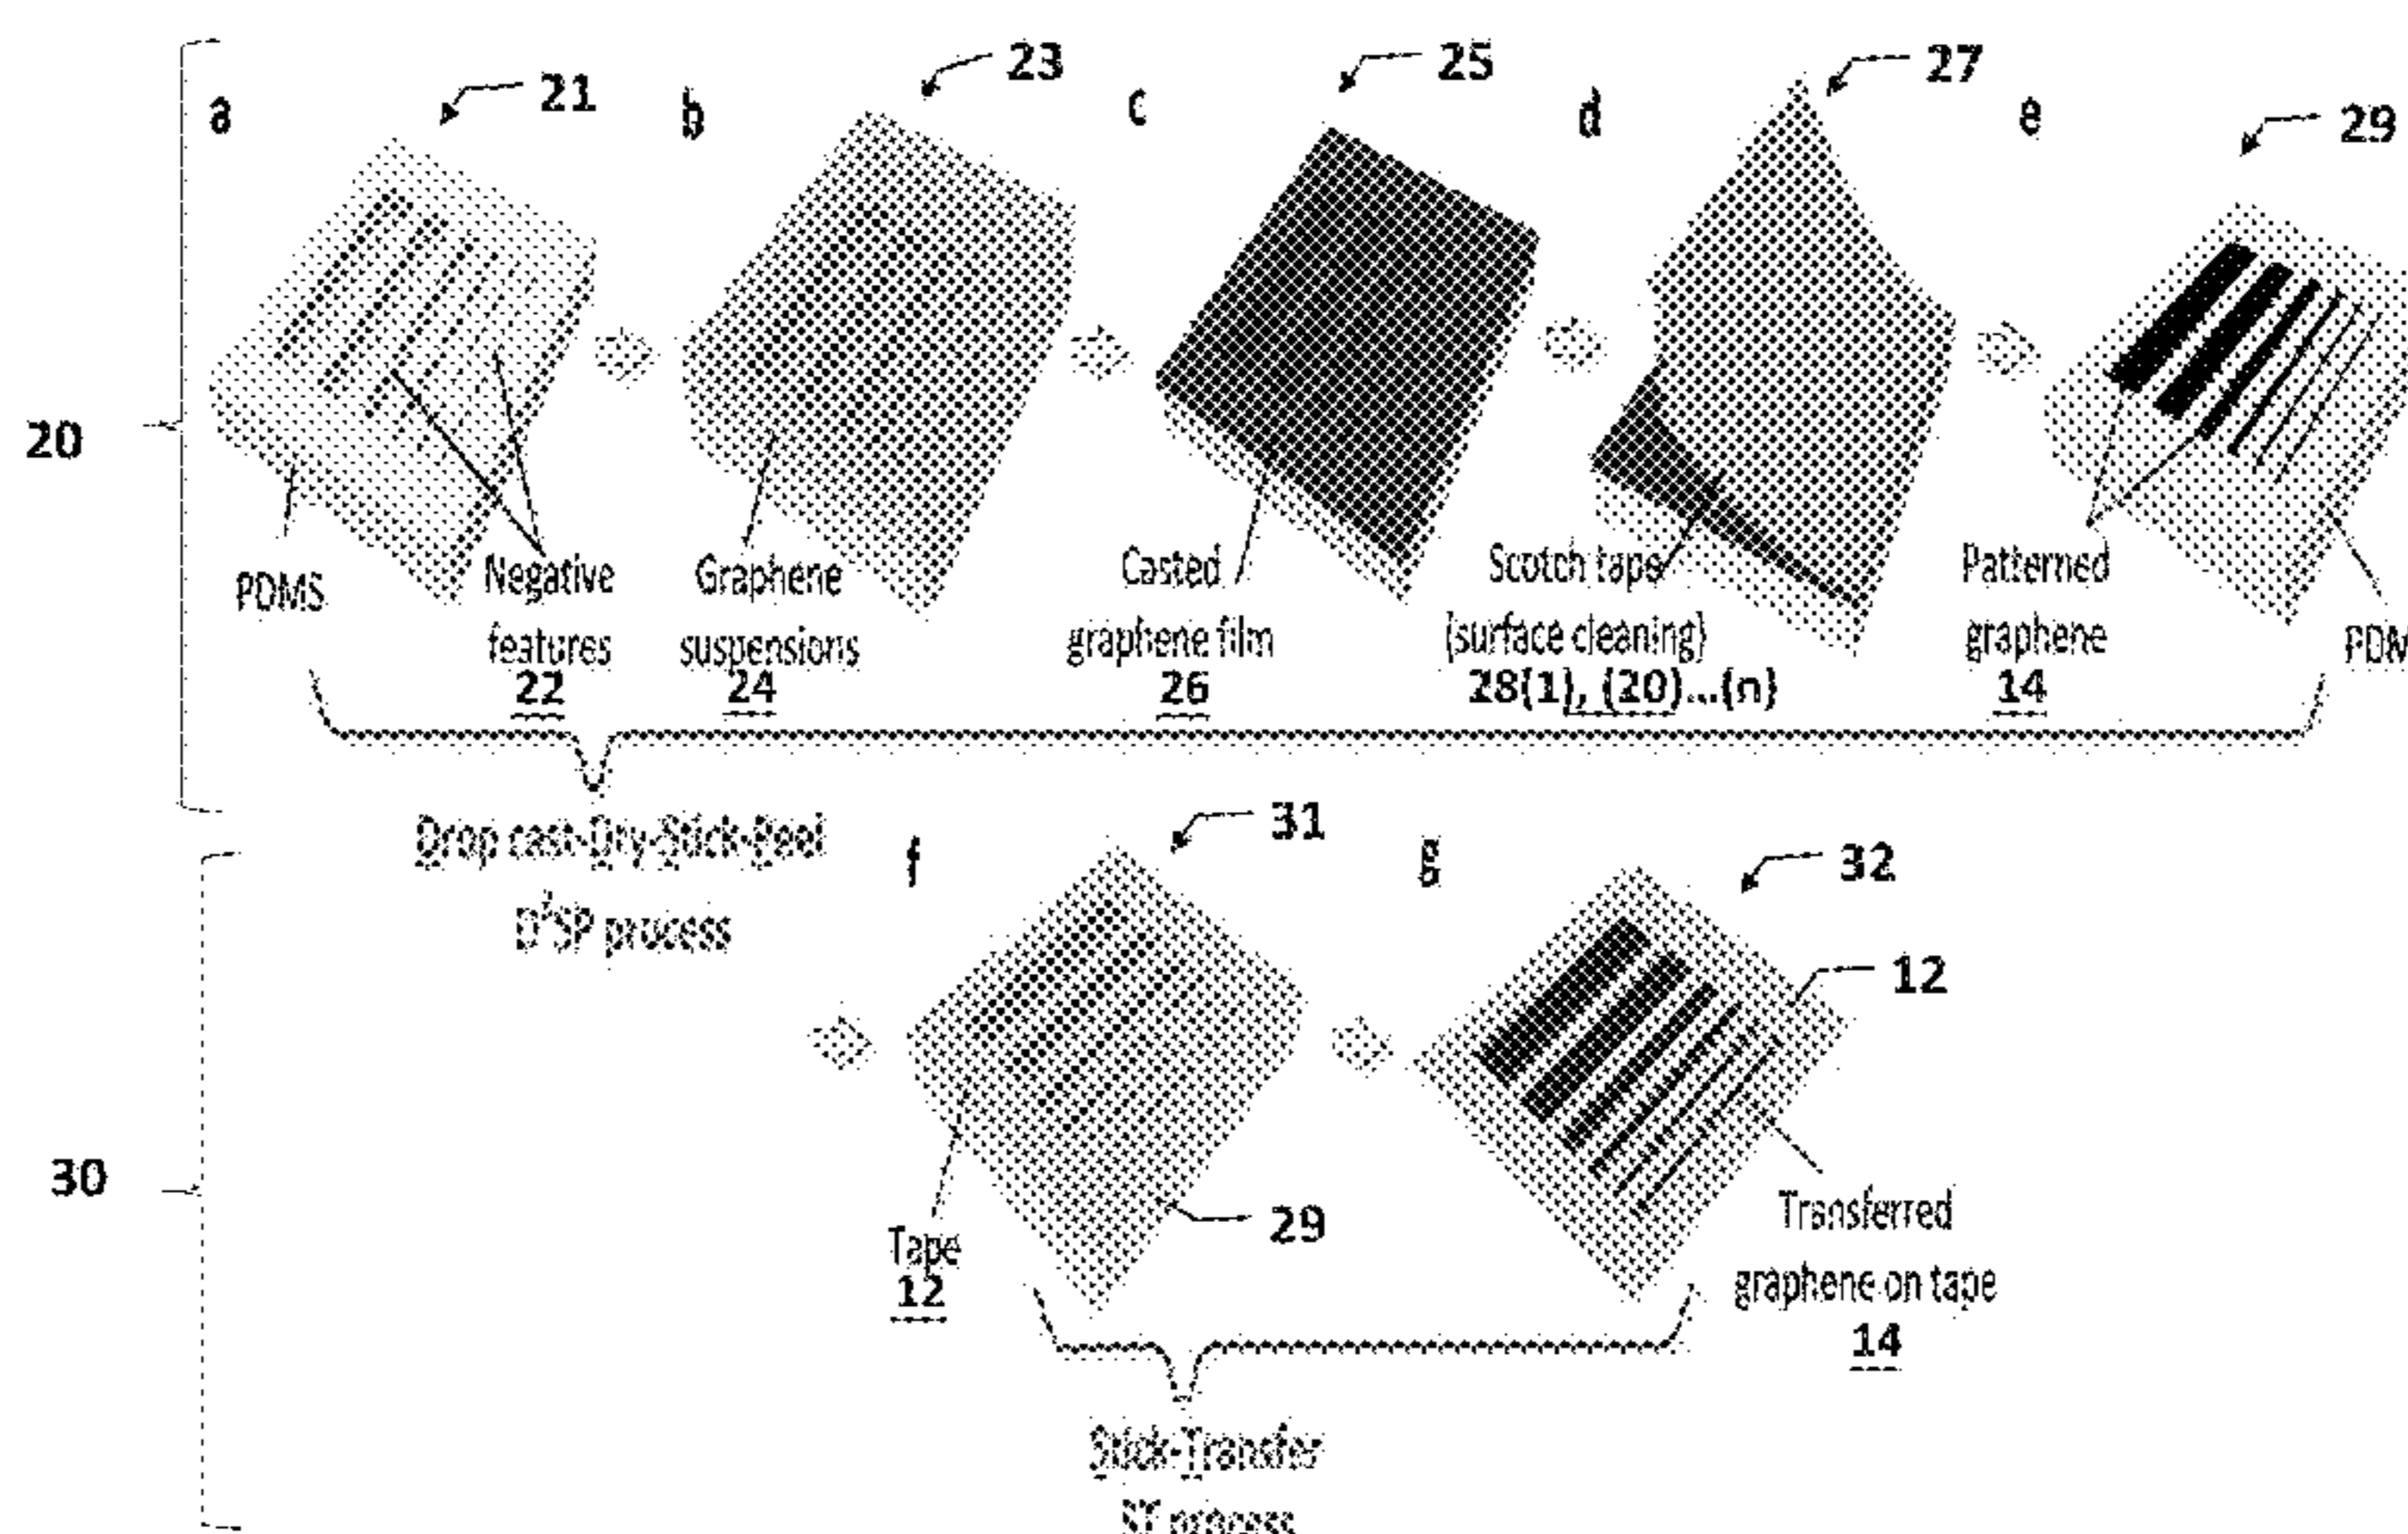 21
23
25
27
29
a
b
c
d
e
20
PDMS
Negative
features
22
Graphene
suspensions
24
Casted
graphene film
26
Scotch tape
(surface cleaning)
28(1), (20)...(n)
Patterned
graphene
14
PDM
Drop cast-Dry-Stick-Peel
D²SP process
30
f
31
g
32
12
Tape
12
29
Transferred
graphene on tape
14
Stick-Transfer
ST process